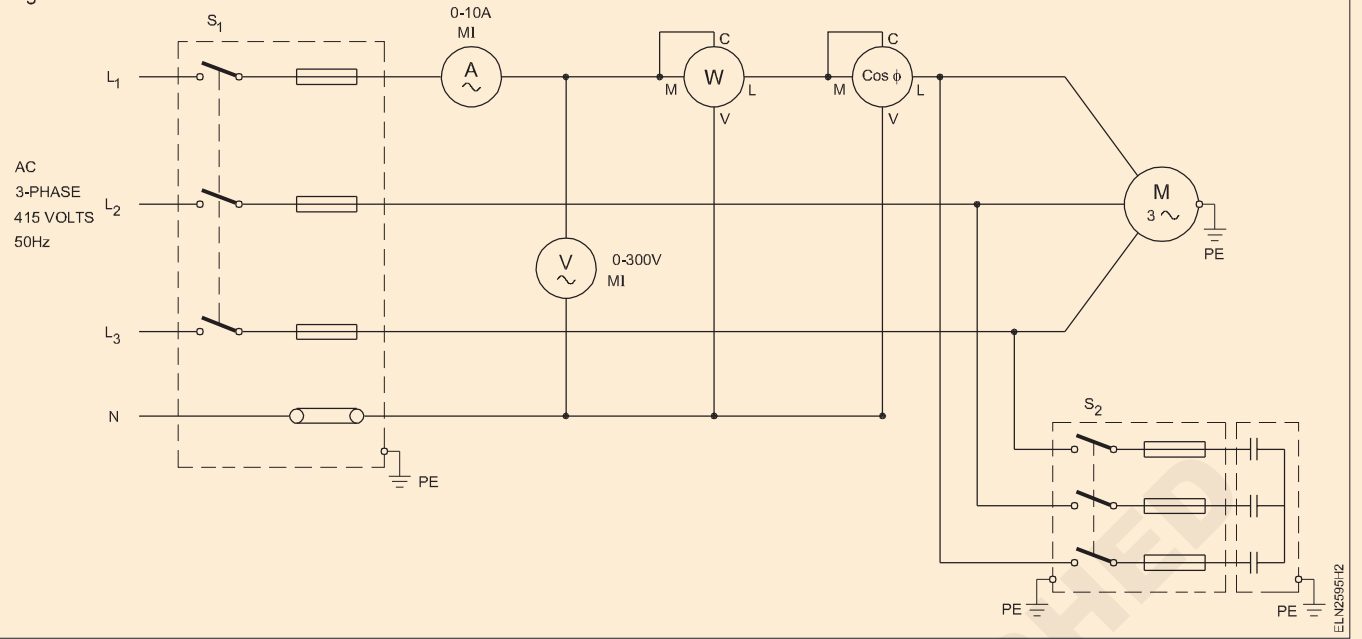 S1
0-10A
MI
L1
A
C
W
M
L
V
C
Cos ϕ
M
L
V
AC
3-PHASE
415 VOLTS
50Hz
L2
M
3
PE
V
0-300V
MI
L3
N
PE
S2
PE
PE
ELN2595H2